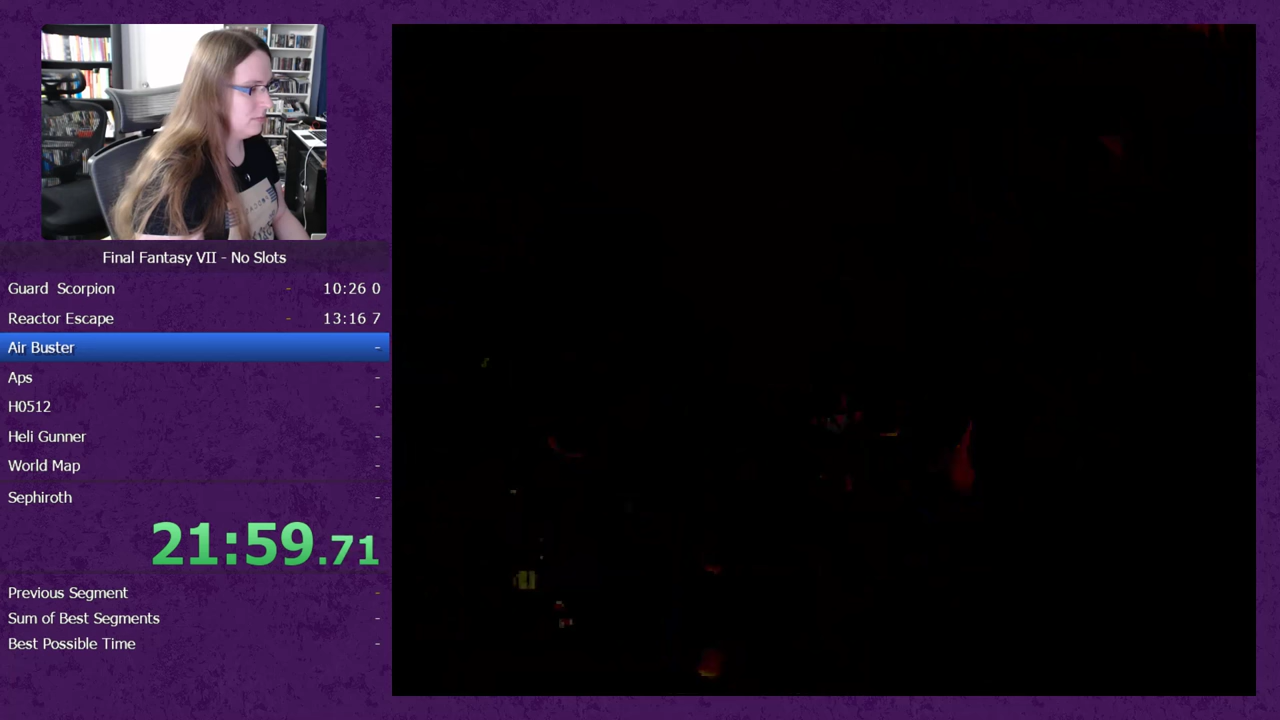 Final Fantasy VII - No Slots
Guard Scorpion - 10:26 0
Reactor Escape - 13:16 7
Air Buster -
Aps -
H0512 -
Heli Gunner -
World Map -
Sephiroth -
21:59.71
Previous Segment -
Sum of Best Segments -
Best Possible Time -